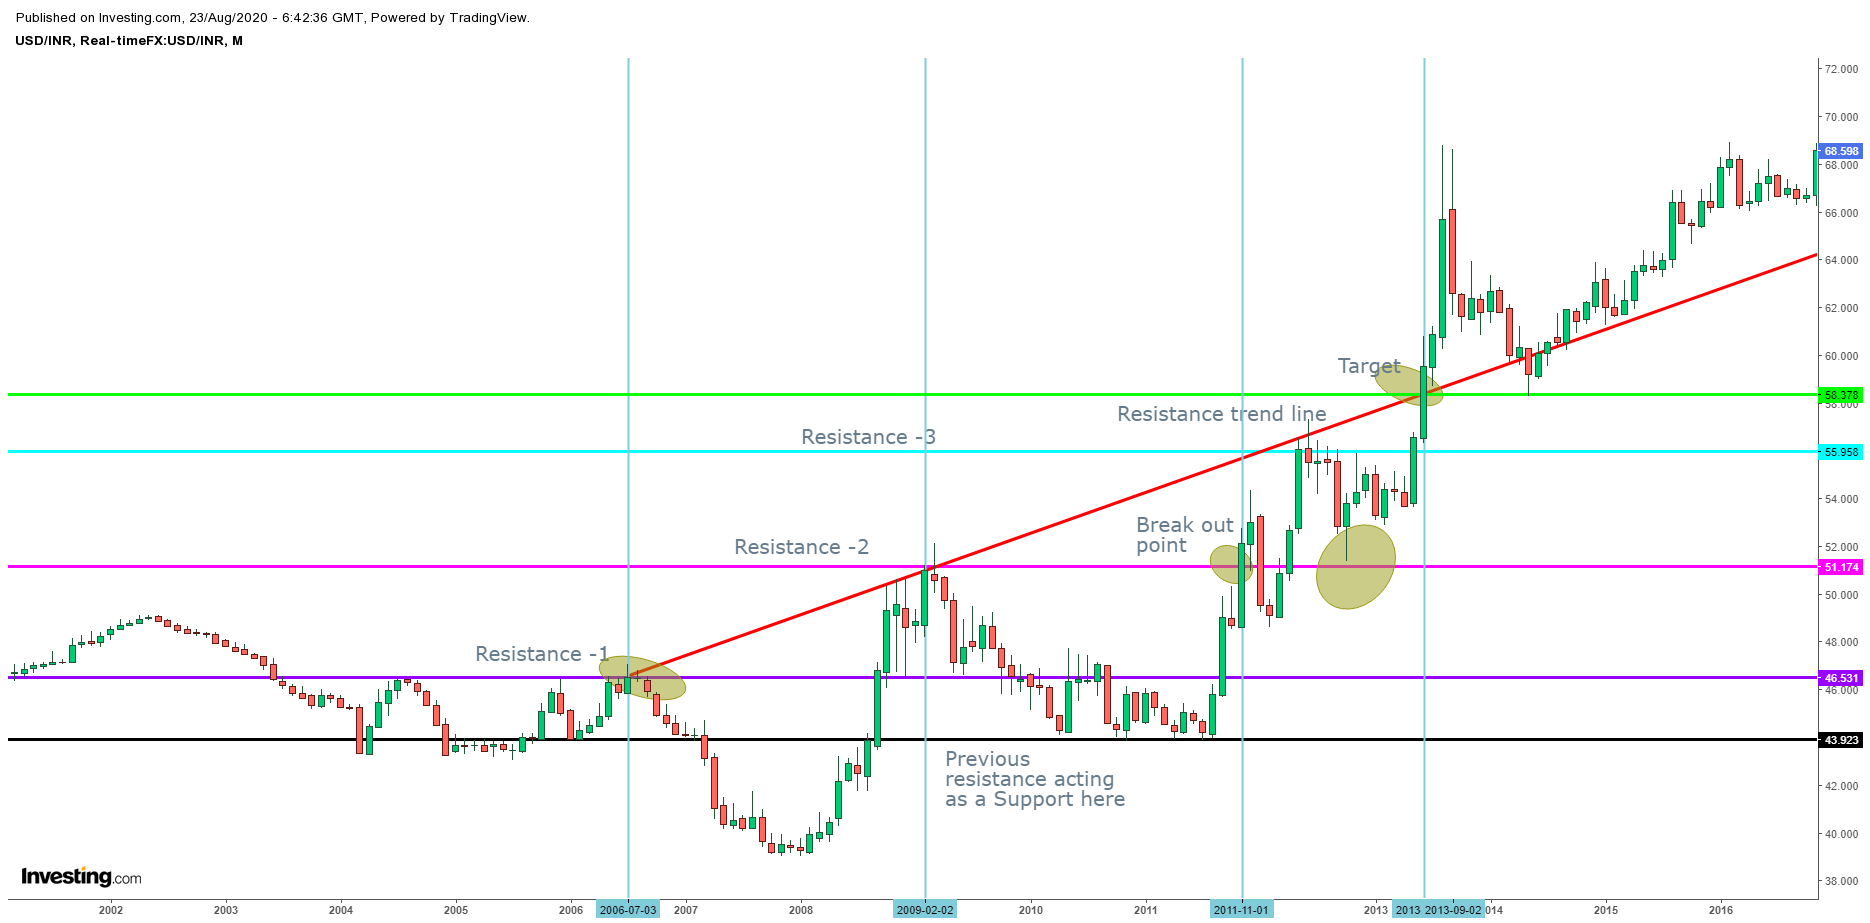 Published on Investing.com, 23/Aug/2020 - 6:42:36 GMT, Powered by TradingView.
USD/INR, Real-timeFX:USD/INR, M
72.000
70.000
68.598
68.000
66.000
64.000
62.000
60.000
Target
58.378
58.000
Resistance trend line
Resistance -3
55.958
54.000
Break out
point
52.000
Resistance -2
51.174
50.000
48.000
Resistance -1
46.531
46.000
43.923
Previous
resistance acting
as a Support here
42.000
40.000
38.000
Investing.com
2002 2003 2004 2005 2006 2006-07-03 2007 2008 2009-02-02 2010 2011 2011-11-01 2013 2013 2013-09-02 014 2015 2016